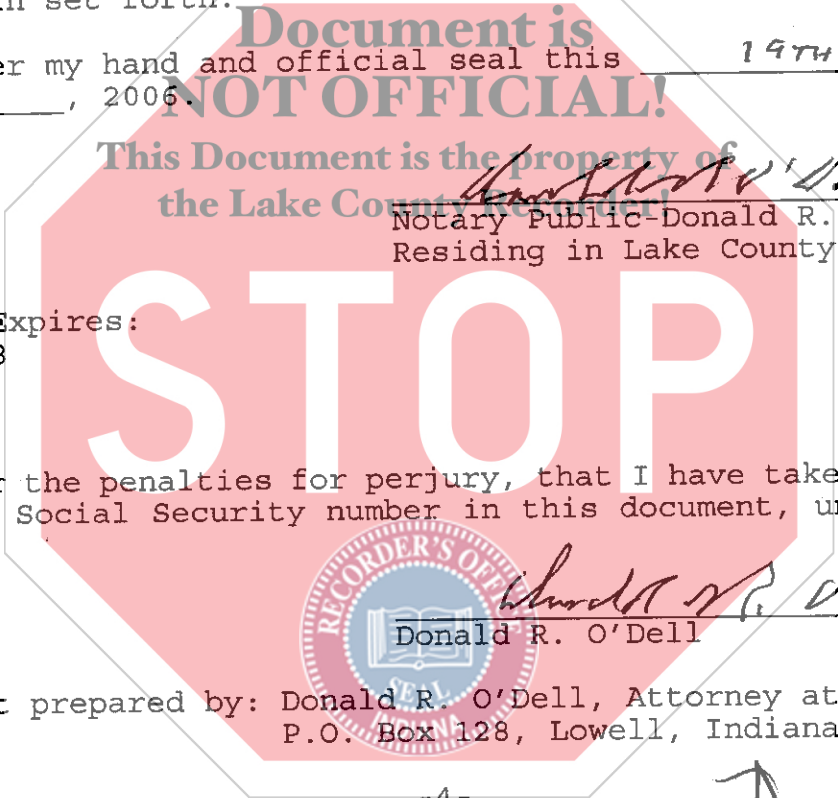 in set forth.
er my hand and official seal this 19TH
, 2006.
Document is
NOT OFFICIAL!
This Document is the property of
the Lake County Recorder!
Notary Public-Donald R.
Residing in Lake County
Expires:
STOP
r the penalties for perjury, that I have take
Social Security number in this document, u
RECORDER'S OFFICE
SEAL
INDIANA
Donald R. O'Dell
t prepared by: Donald R. O'Dell, Attorney at
P.O. Box 128, Lowell, Indiana